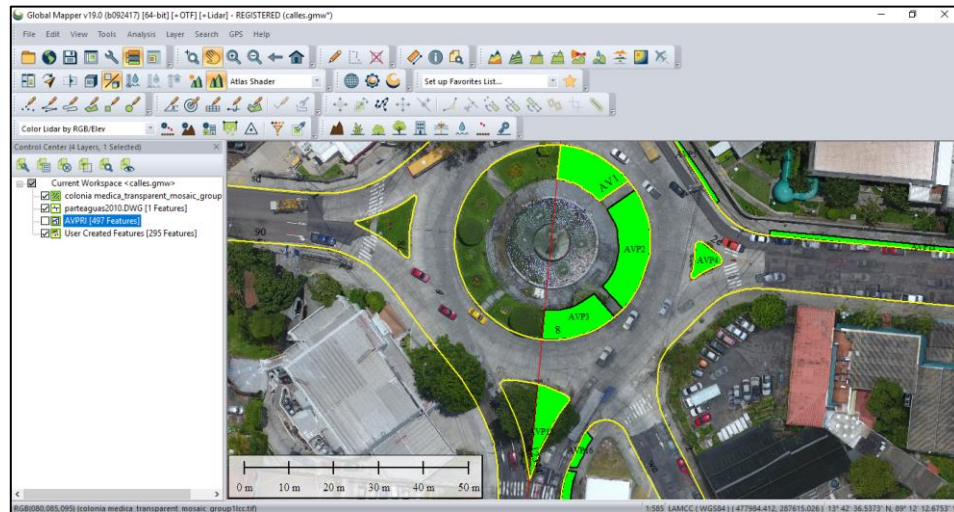 Global Mapper v19.0 (b092417) [64-bit] [+OTF] [+Lidar] - REGISTERED (calles.gmw*)
File Edit View Tools Analysis Layer Search GPS Help
Atlas Shader
Set up Favorites List...
Color Lidar by RGB/Elev
Control Center (4 Layers, 1 Selected)
Current Workspace <calles.gmw>
colonia medica_transparent_mosaic_group
parteaguas2010.DWG [1 Features]
AVPRI [497 Features]
User Created Features [295 Features]
AV1
AVP2
90
AVP4
AVP3
8
90
0 m 10 m 20 m 30 m 40 m 50 m
RGB(080,085,095) (colonia medica_transparent_mosaic_group1lcc.tif)
1:585 LAMCC (WGS84) (477984.412, 287615.026) 13° 42' 36.5373" N, 89° 12' 12.6753"